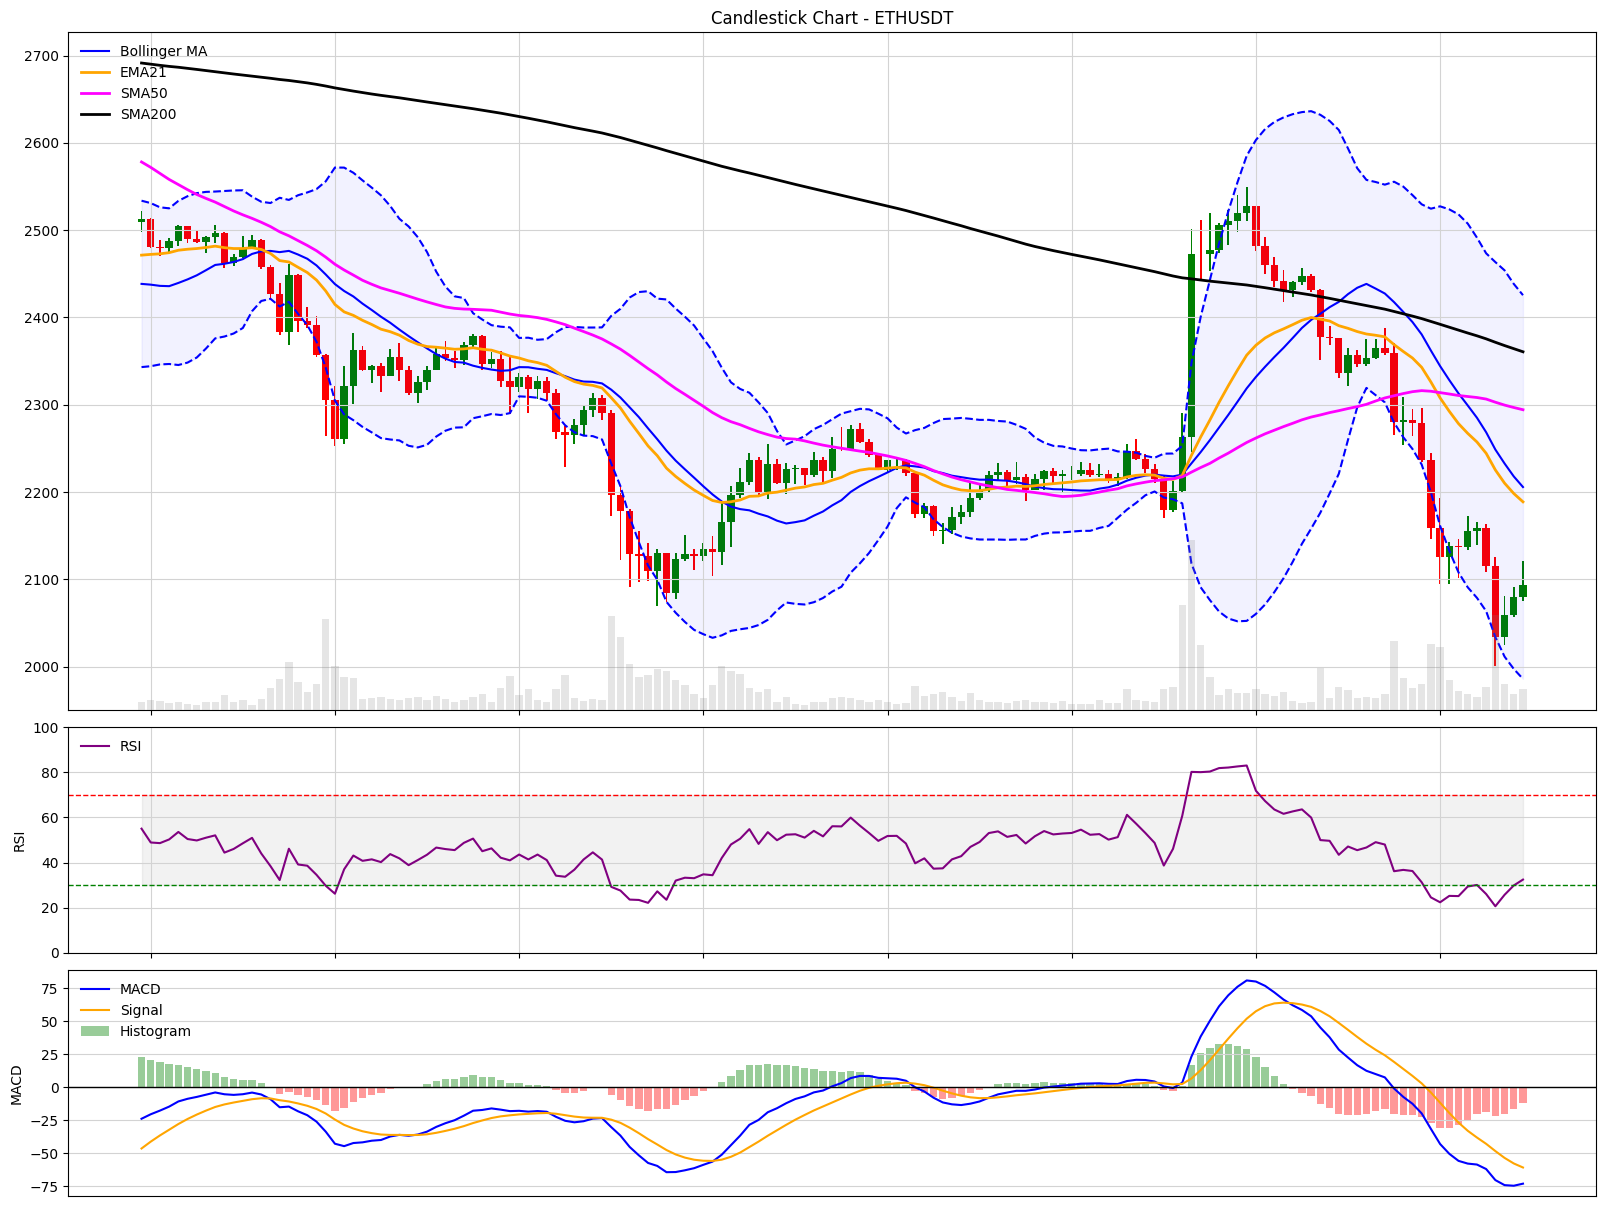 Candlestick Chart - ETHUSDT
Bollinger MA
EMA21
SMA50
SMA200
2700
2600
2500
2400
2300
2200
2100
2000
RSI
RSI
100
80
60
40
20
0
MACD
Signal
Histogram
MACD
75
50
25
0
−25
−50
−75